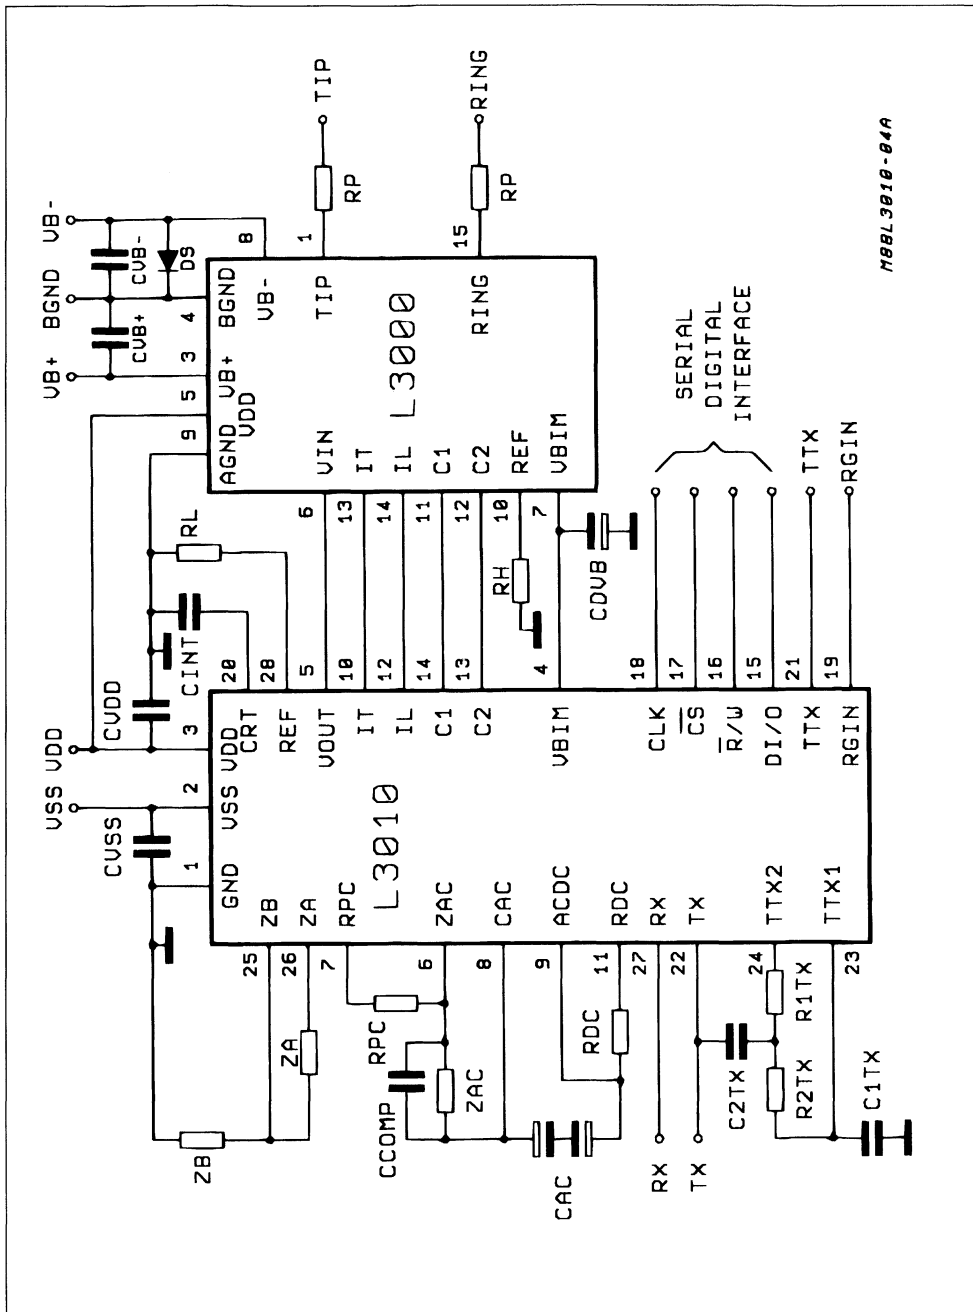 VB-
BGND
VB+
CVB-
DS
CVB+
8
4
3
5
9
VB-
BGND
VB+
VDD
AGND
L3000
TIP
RING
1
15
RP
RP
TIP
RING
VIN
IT
IL
C1
C2
REF
VBIM
6
13
14
11
12
10
7
RL
CINT
CVDD
RH
CDVB
VDD
VSS
CVSS
3
2
1
VDD
VSS
GND
L3010
20
28
5
10
12
14
13
4
18
17
16
15
21
19
CRT
REF
VOUT
IT
IL
C1
C2
VBIM
CLK
CS
R/W
DI/O
TTX
RGIN
SERIAL
DIGITAL
INTERFACE
TTX
RGIN
ZB
ZA
RPC
ZAC
CAC
ACDC
RDC
RX
TX
TTX2
TTX1
25
26
7
6
8
9
11
27
22
24
23
ZB
ZA
RPC
CCOMP
ZAC
CAC
RDC
RX
TX
C2TX
R1TX
R2TX
C1TX
M88L3010-04A